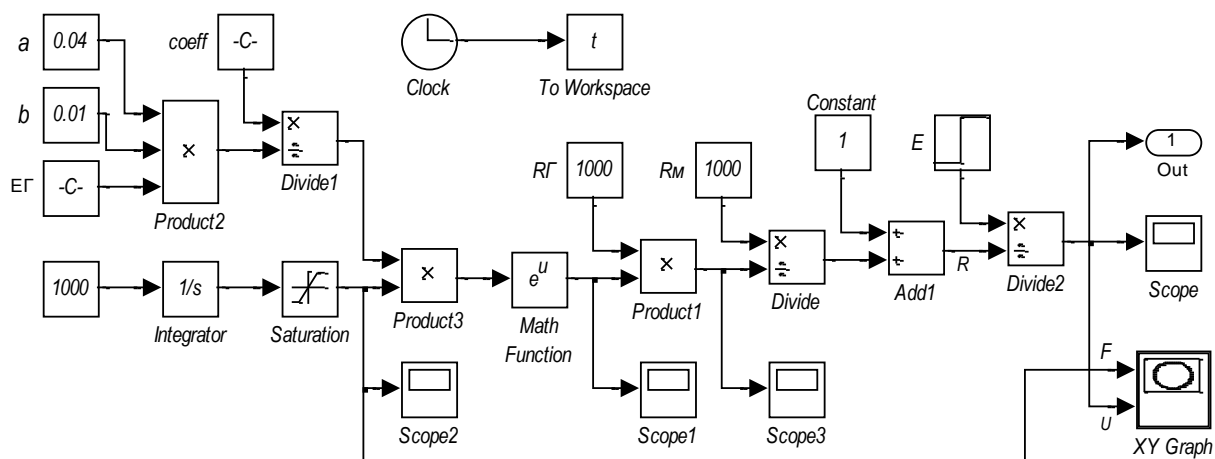 a
0.04
coeff
-C-
Clock
t
To Workspace
b
0.01
×
÷
Divide1
ЕГ
-C-
×
Product2
RГ
1000
Rм
1000
Constant
1
E
1
Out
1000
1/s
Integrator
Saturation
×
Product3
e^u
Math
Function
×
Product1
×
÷
Divide
+
+
Add1
R
×
÷
Divide2
Scope
Scope2
Scope1
Scope3
F
U
XY Graph